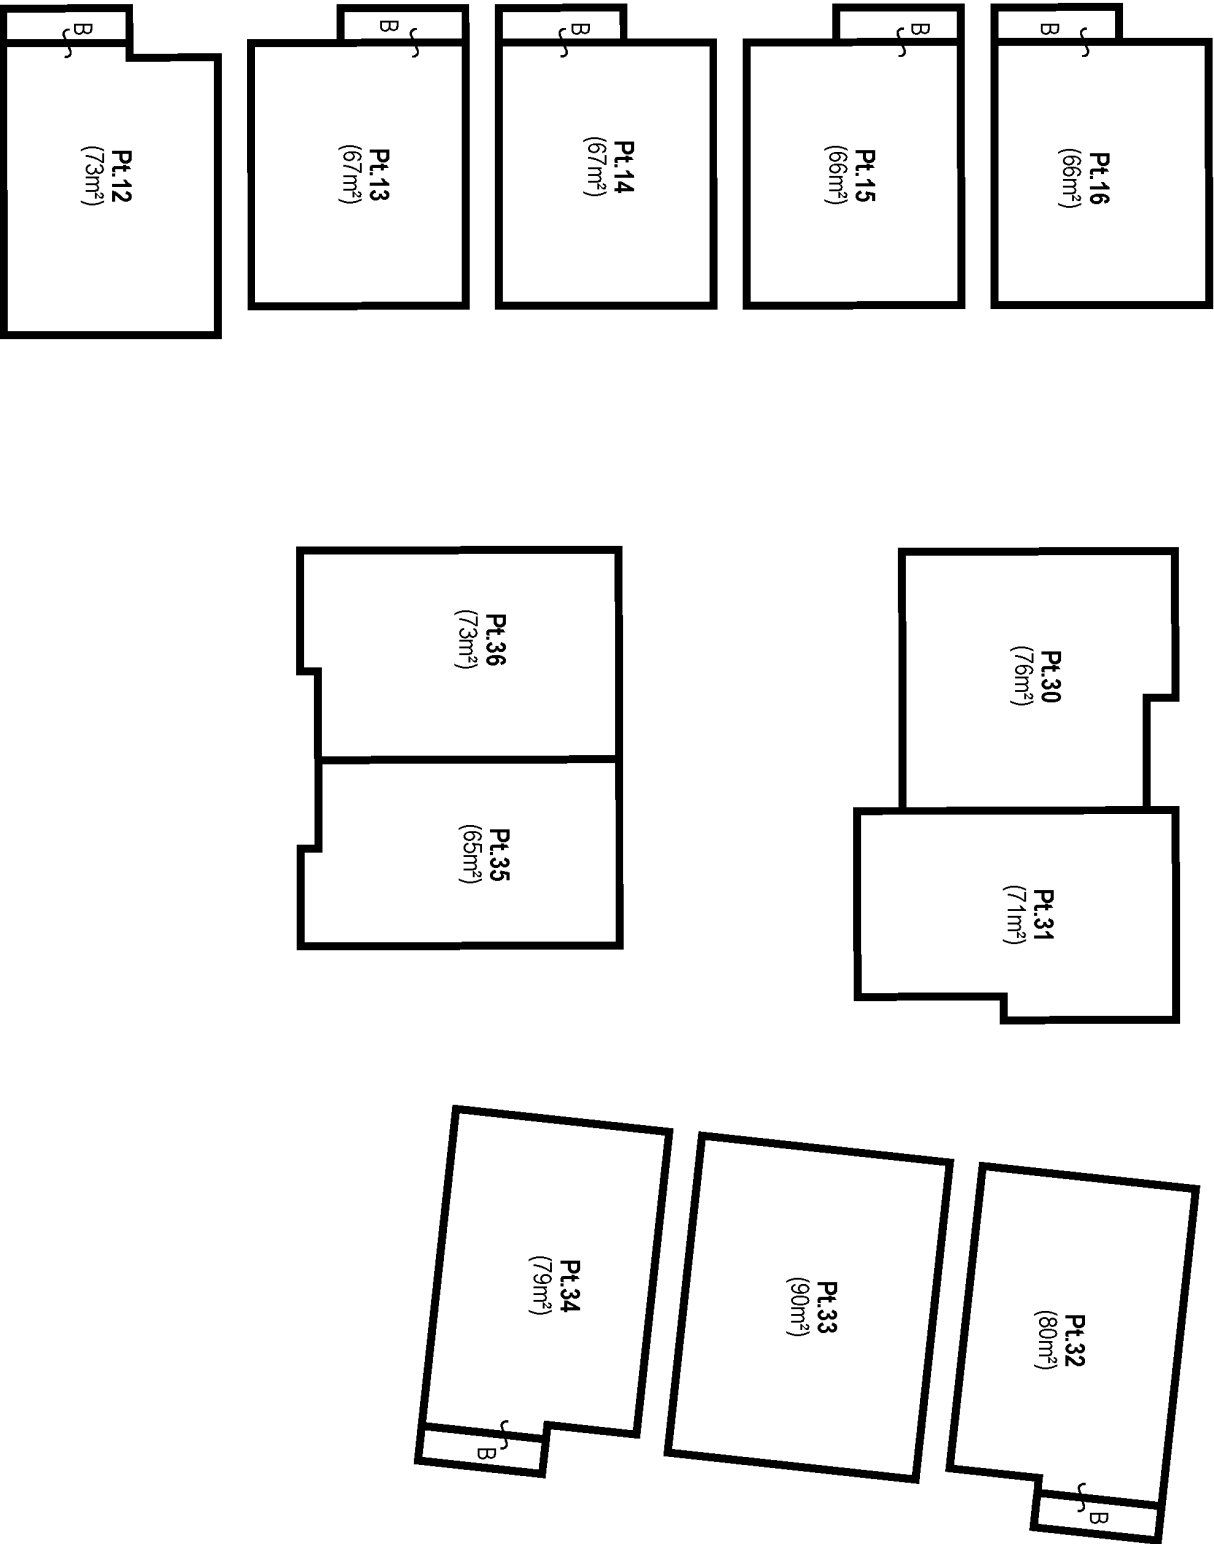 B
B
B
B
B
Pt.12
(73m²)
Pt.13
(67m²)
Pt.14
(67m²)
Pt.15
(66m²)
Pt.16
(66m²)
Pt.36
(73m²)
Pt.30
(76m²)
Pt.35
(65m²)
Pt.31
(71m²)
Pt.34
(79m²)
Pt.33
(90m²)
Pt.32
(80m²)
B
B